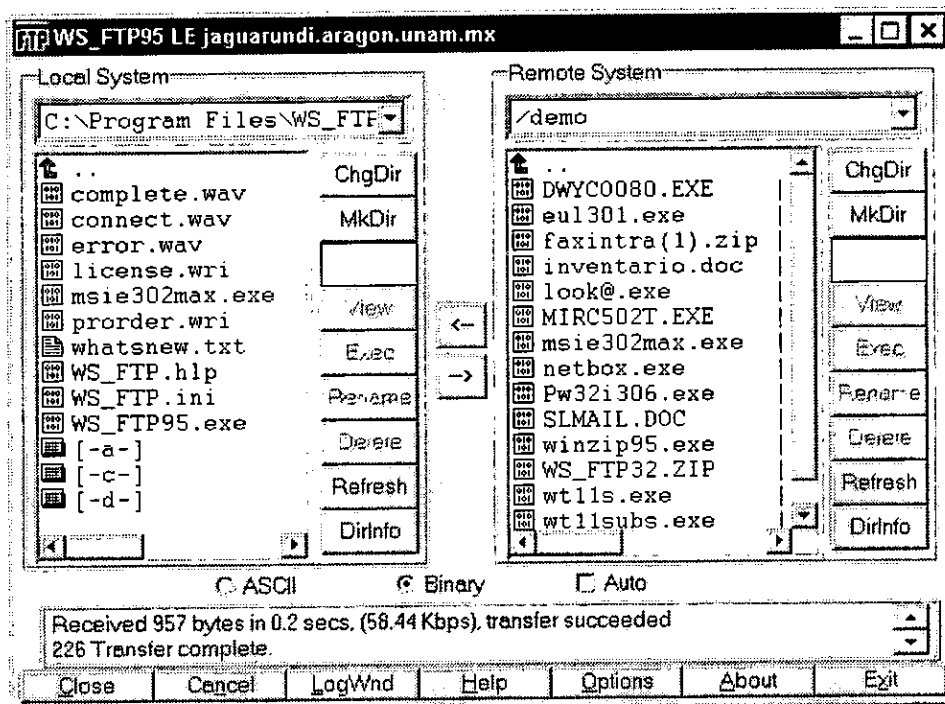 WS_FTP95 LE jaguarundi.aragon.unam.mx
Local System
C:\Program Files\WS_FTF
..
complete.wav
connect.wav
error.wav
license.wri
msie302max.exe
prorder.wri
whatsnew.txt
WS_FTP.hlp
WS_FTP.ini
WS_FTP95.exe
[-a-]
[-c-]
[-d-]
ChgDir
MkDir
View
Exec
Rename
Delete
Refresh
DirInfo
<-
->
Remote System
/demo
..
DWYCO080.EXE
eul301.exe
faxintra(1).zip
inventario.doc
look@.exe
MIRC502T.EXE
msie302max.exe
netbox.exe
Pw32i306.exe
SLMAIL.DOC
winzip95.exe
WS_FTP32.ZIP
wt11s.exe
wt11subs.exe
ChgDir
MkDir
View
Exec
Rename
Delete
Refresh
DirInfo
ASCII Binary Auto
Received 957 bytes in 0.2 secs, (58.44 Kbps), transfer succeeded
226 Transfer complete.
Close Cancel LogWnd Help Options About Exit